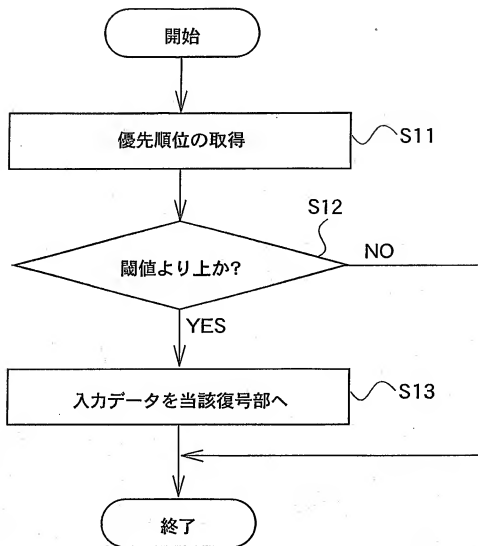 開始
優先順位の取得
S11
S12
閾値より上か?
NO
YES
入力データを当該復号部へ
S13
終了